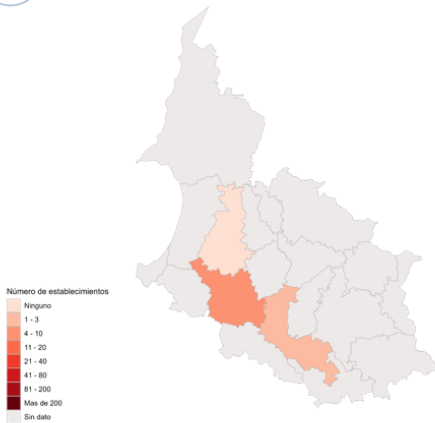 Número de establecimientos
Ninguno
1 - 3
4 - 10
11 - 20
21 - 40
41 - 80
81 - 200
Mas de 200
Sin dato